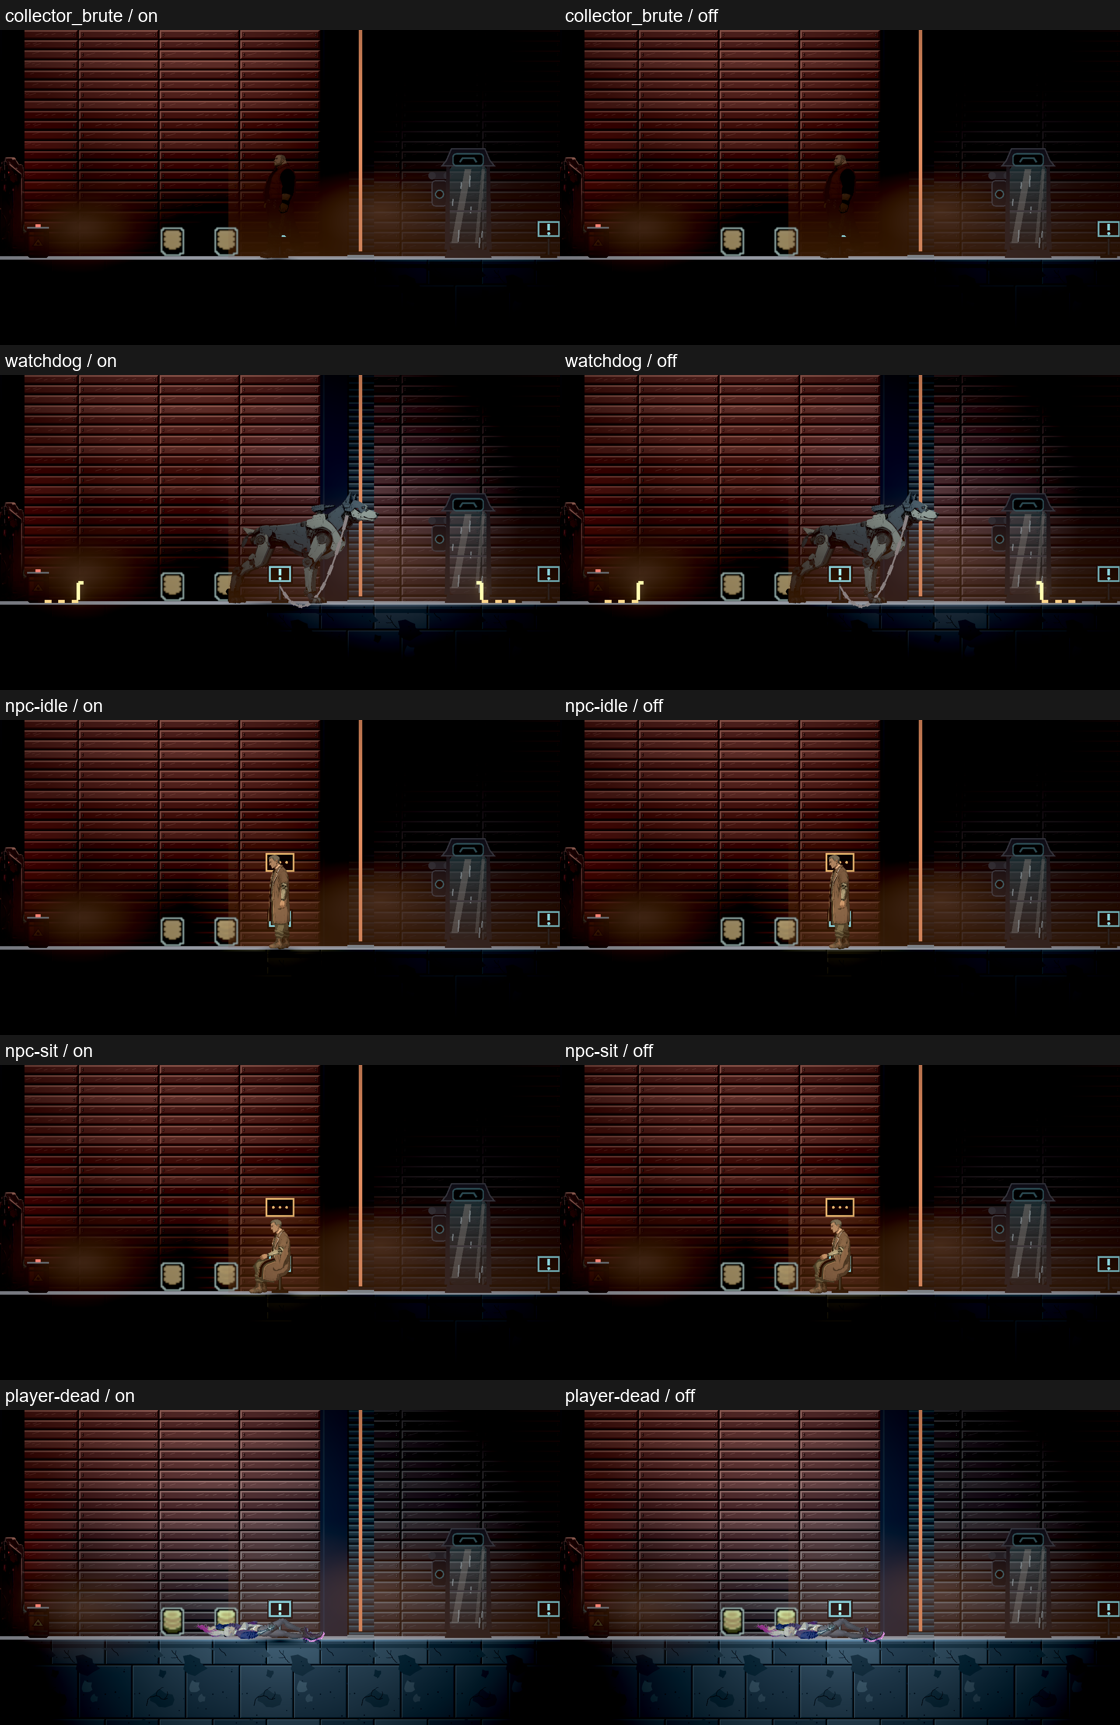 collector_brute / on
collector_brute / off
!
!
watchdog / on
watchdog / off
!
!
!
!
npc-idle / on
npc-idle / off
!
!
npc-sit / on
npc-sit / off
...
...
!
!
player-dead / on
player-dead / off
!
!
!
!